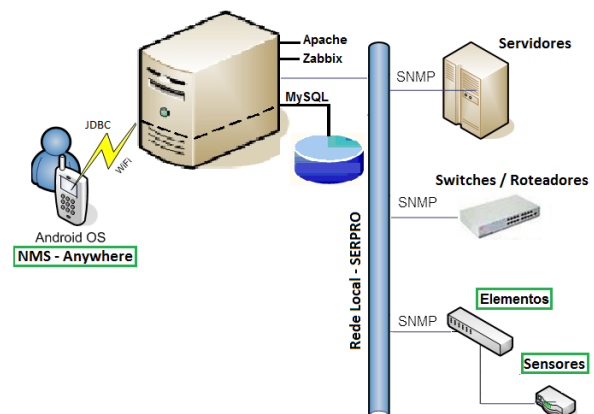 Apache
Zabbix
MySQL
JDBC
WiFi
Android OS
NMS - Anywhere
Rede Local - SERPRO
Servidores
SNMP
Switches / Roteadores
SNMP
Elementos
SNMP
Sensores